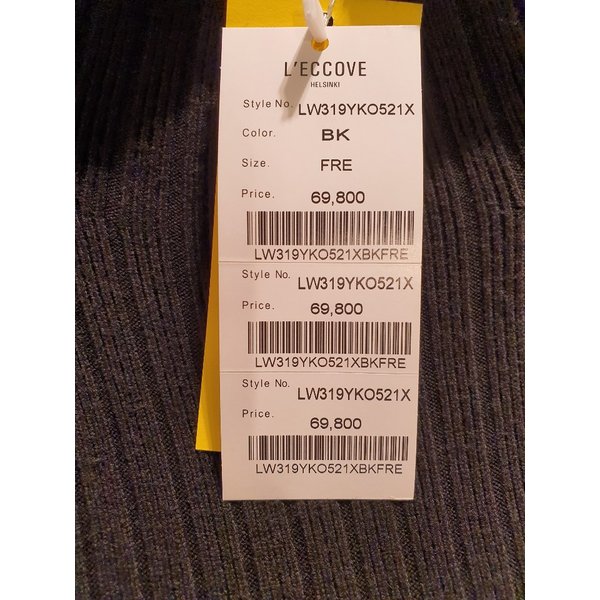 L'ECCOVE
HELSINKI
Style No. LW319YKO521X
Color. BK
Size. FRE
Price. 69,800
LW319YKO521XBKFRE
Style No. LW319YKO521X
Price. 69,800
LW319YKO521XBKFRE
Style No. LW319YKO521X
Price. 69,800
LW319YKO521XBKFRE